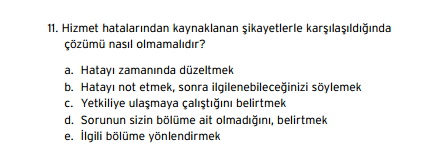 11. Hizmet hatalarından kaynaklanan şikayetlerle karşılaşıldığında
çözümü nasıl olmamalıdır?
a. Hatayı zamanında düzeltmek
b. Hatayı not etmek, sonra ilgilenebileceğinizi söylemek
c. Yetkiliye ulaşmaya çalıştığını belirtmek
d. Sorunun sizin bölüme ait olmadığını, belirtmek
e. İlgili bölüme yönlendirmek